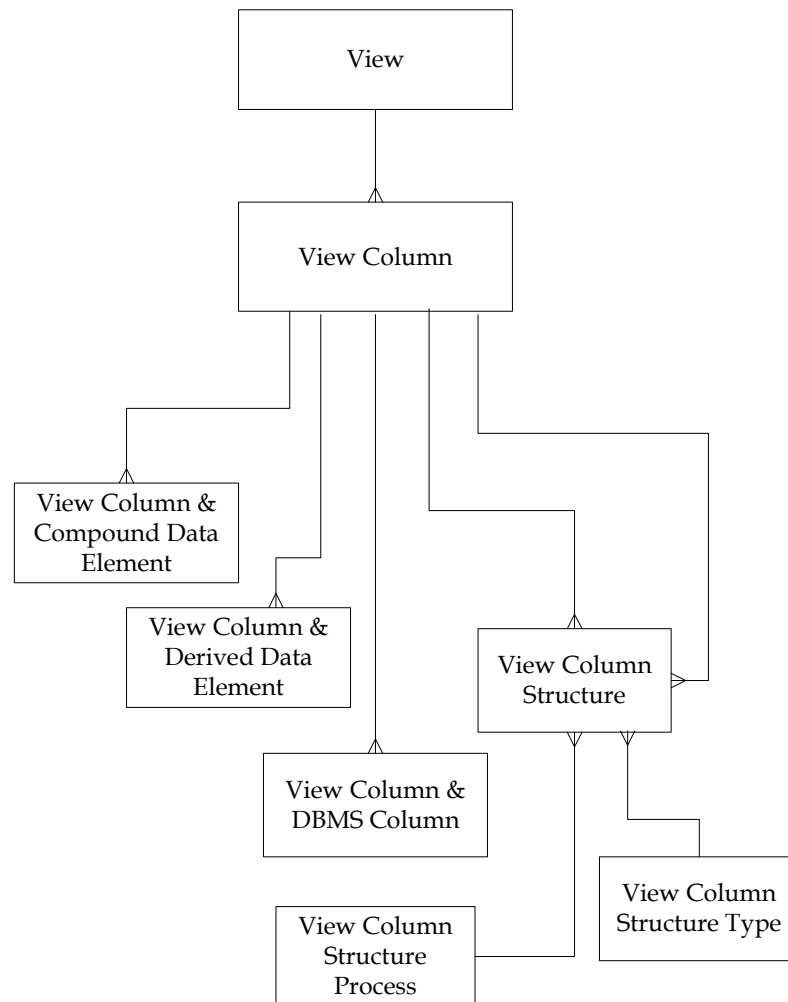 View
View Column
View Column &
Compound Data
Element
View Column &
Derived Data
Element
View Column
Structure
View Column &
DBMS Column
View Column
Structure Type
View Column
Structure
Process